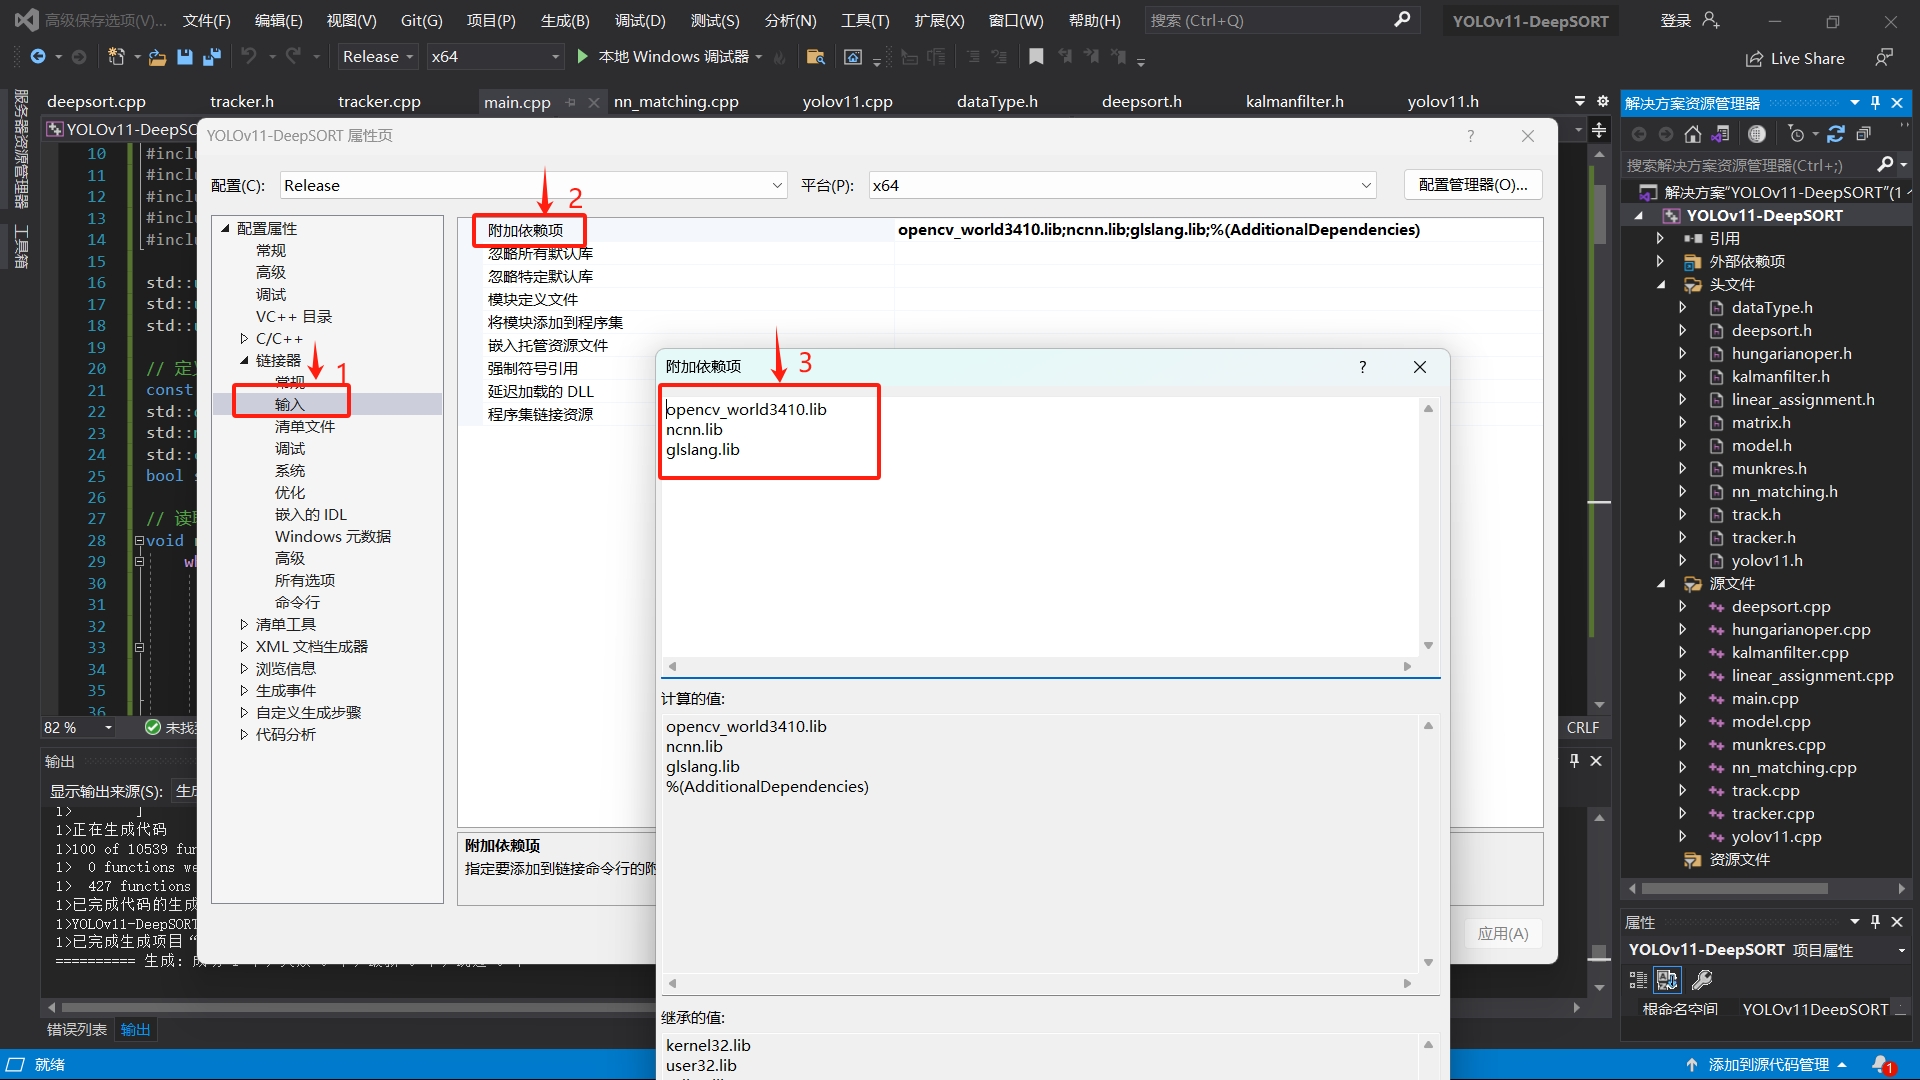 高级保存选项(V)... 文件(F) 编辑(E) 视图(V) Git(G) 项目(P) 生成(B) 调试(D) 测试(S) 分析(N) 工具(T) 扩展(X) 窗口(W) 帮助(H) 搜索 (Ctrl+Q) YOLOv11-DeepSORT 登录
Release x64 本地 Windows 调试器 Live Share
服务器资源管理器
工具箱
deepsort.cpp tracker.h tracker.cpp main.cpp nn_matching.cpp yolov11.cpp dataType.h deepsort.h kalmanfilter.h yolov11.h
YOLOv11-DeepSC
10 #inclu
11 #inclu
12 #inclu
13 #inclu
14 #inclu
15
16 std::u
17 std::u
18 std::u
19
20 // 定义
21 const
22 std::c
23 std::m
24 std::c
25 bool s
26
27 // 读取
28 void r
29 wh
30
31
32
33
34
35
36
82 % 未找到 CRLF
YOLOv11-DeepSORT 属性页 ?
配置(C): Release 平台(P): x64 配置管理器(O)...
配置属性
常规
高级
调试
VC++ 目录
C/C++
链接器
常规
输入
清单文件
调试
系统
优化
嵌入的 IDL
Windows 元数据
高级
所有选项
命令行
清单工具
XML 文档生成器
浏览信息
生成事件
自定义生成步骤
代码分析
1
2
附加依赖项 opencv_world3410.lib;ncnn.lib;glslang.lib;%(AdditionalDependencies)
忽略所有默认库
忽略特定默认库
模块定义文件
将模块添加到程序集
嵌入托管资源文件
强制符号引用
延迟加载的 DLL
程序集链接资源
附加依赖项
指定要添加到链接命令行的附
应用(A)
附加依赖项 3 ?
opencv_world3410.lib
ncnn.lib
glslang.lib
计算的值:
opencv_world3410.lib
ncnn.lib
glslang.lib
%(AdditionalDependencies)
继承的值:
kernel32.lib
user32.lib
输出
显示输出来源(S): 生成
1> ]
1>正在生成代码
1>100 of 10539 fun
1> 0 functions we
1> 427 functions
1>已完成代码的生成
1>YOLOv11-DeepSORT
1>已完成生成项目“
========== 生成:
错误列表 输出
就绪 添加到源代码管理 1
解决方案资源管理器
搜索解决方案资源管理器(Ctrl+;)
解决方案"YOLOv11-DeepSORT"(1
YOLOv11-DeepSORT
引用
外部依赖项
头文件
dataType.h
deepsort.h
hungarianoper.h
kalmanfilter.h
linear_assignment.h
matrix.h
model.h
munkres.h
nn_matching.h
track.h
tracker.h
yolov11.h
源文件
deepsort.cpp
hungarianoper.cpp
kalmanfilter.cpp
linear_assignment.cpp
main.cpp
model.cpp
munkres.cpp
nn_matching.cpp
track.cpp
tracker.cpp
yolov11.cpp
资源文件
属性
YOLOv11-DeepSORT 项目属性
根命名空间 YOLOv11DeepSORT